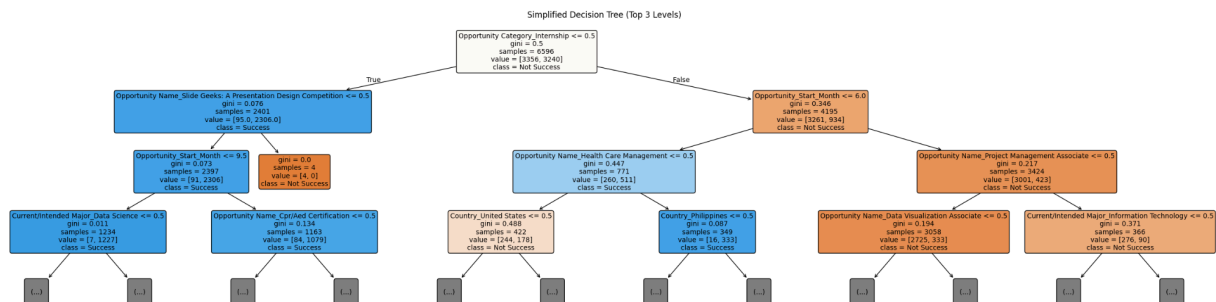 Simplified Decision Tree (Top 3 Levels)
Opportunity Category_Internship <= 0.5
gini = 0.5
samples = 6596
value = [3356, 3240]
class = Not Success
True
False
Opportunity Name_Slide Geeks: A Presentation Design Competition <= 0.5
gini = 0.076
samples = 2401
value = [95.0, 2306.0]
class = Success
Opportunity_Start_Month <= 6.0
gini = 0.346
samples = 4195
value = [3261, 934]
class = Not Success
Opportunity_Start_Month <= 9.5
gini = 0.073
samples = 2397
value = [91, 2306]
class = Success
gini = 0.0
samples = 4
value = [4, 0]
class = Not Success
Opportunity Name_Health Care Management <= 0.5
gini = 0.447
samples = 771
value = [260, 511]
class = Success
Opportunity Name_Project Management Associate <= 0.5
gini = 0.217
samples = 3424
value = [3001, 423]
class = Not Success
Current/Intended Major_Data Science <= 0.5
gini = 0.011
samples = 1234
value = [7, 1227]
class = Success
Opportunity Name_Cpr/Aed Certification <= 0.5
gini = 0.134
samples = 1163
value = [84, 1079]
class = Success
Country_United States <= 0.5
gini = 0.488
samples = 422
value = [244, 178]
class = Not Success
Country_Philippines <= 0.5
gini = 0.087
samples = 349
value = [16, 333]
class = Success
Opportunity Name_Data Visualization Associate <= 0.5
gini = 0.194
samples = 3058
value = [2725, 333]
class = Not Success
Current/Intended Major_Information Technology <= 0.5
gini = 0.371
samples = 366
value = [276, 90]
class = Not Success
(...)
(...)
(...)
(...)
(...)
(...)
(...)
(...)
(...)
(...)
(...)
(...)